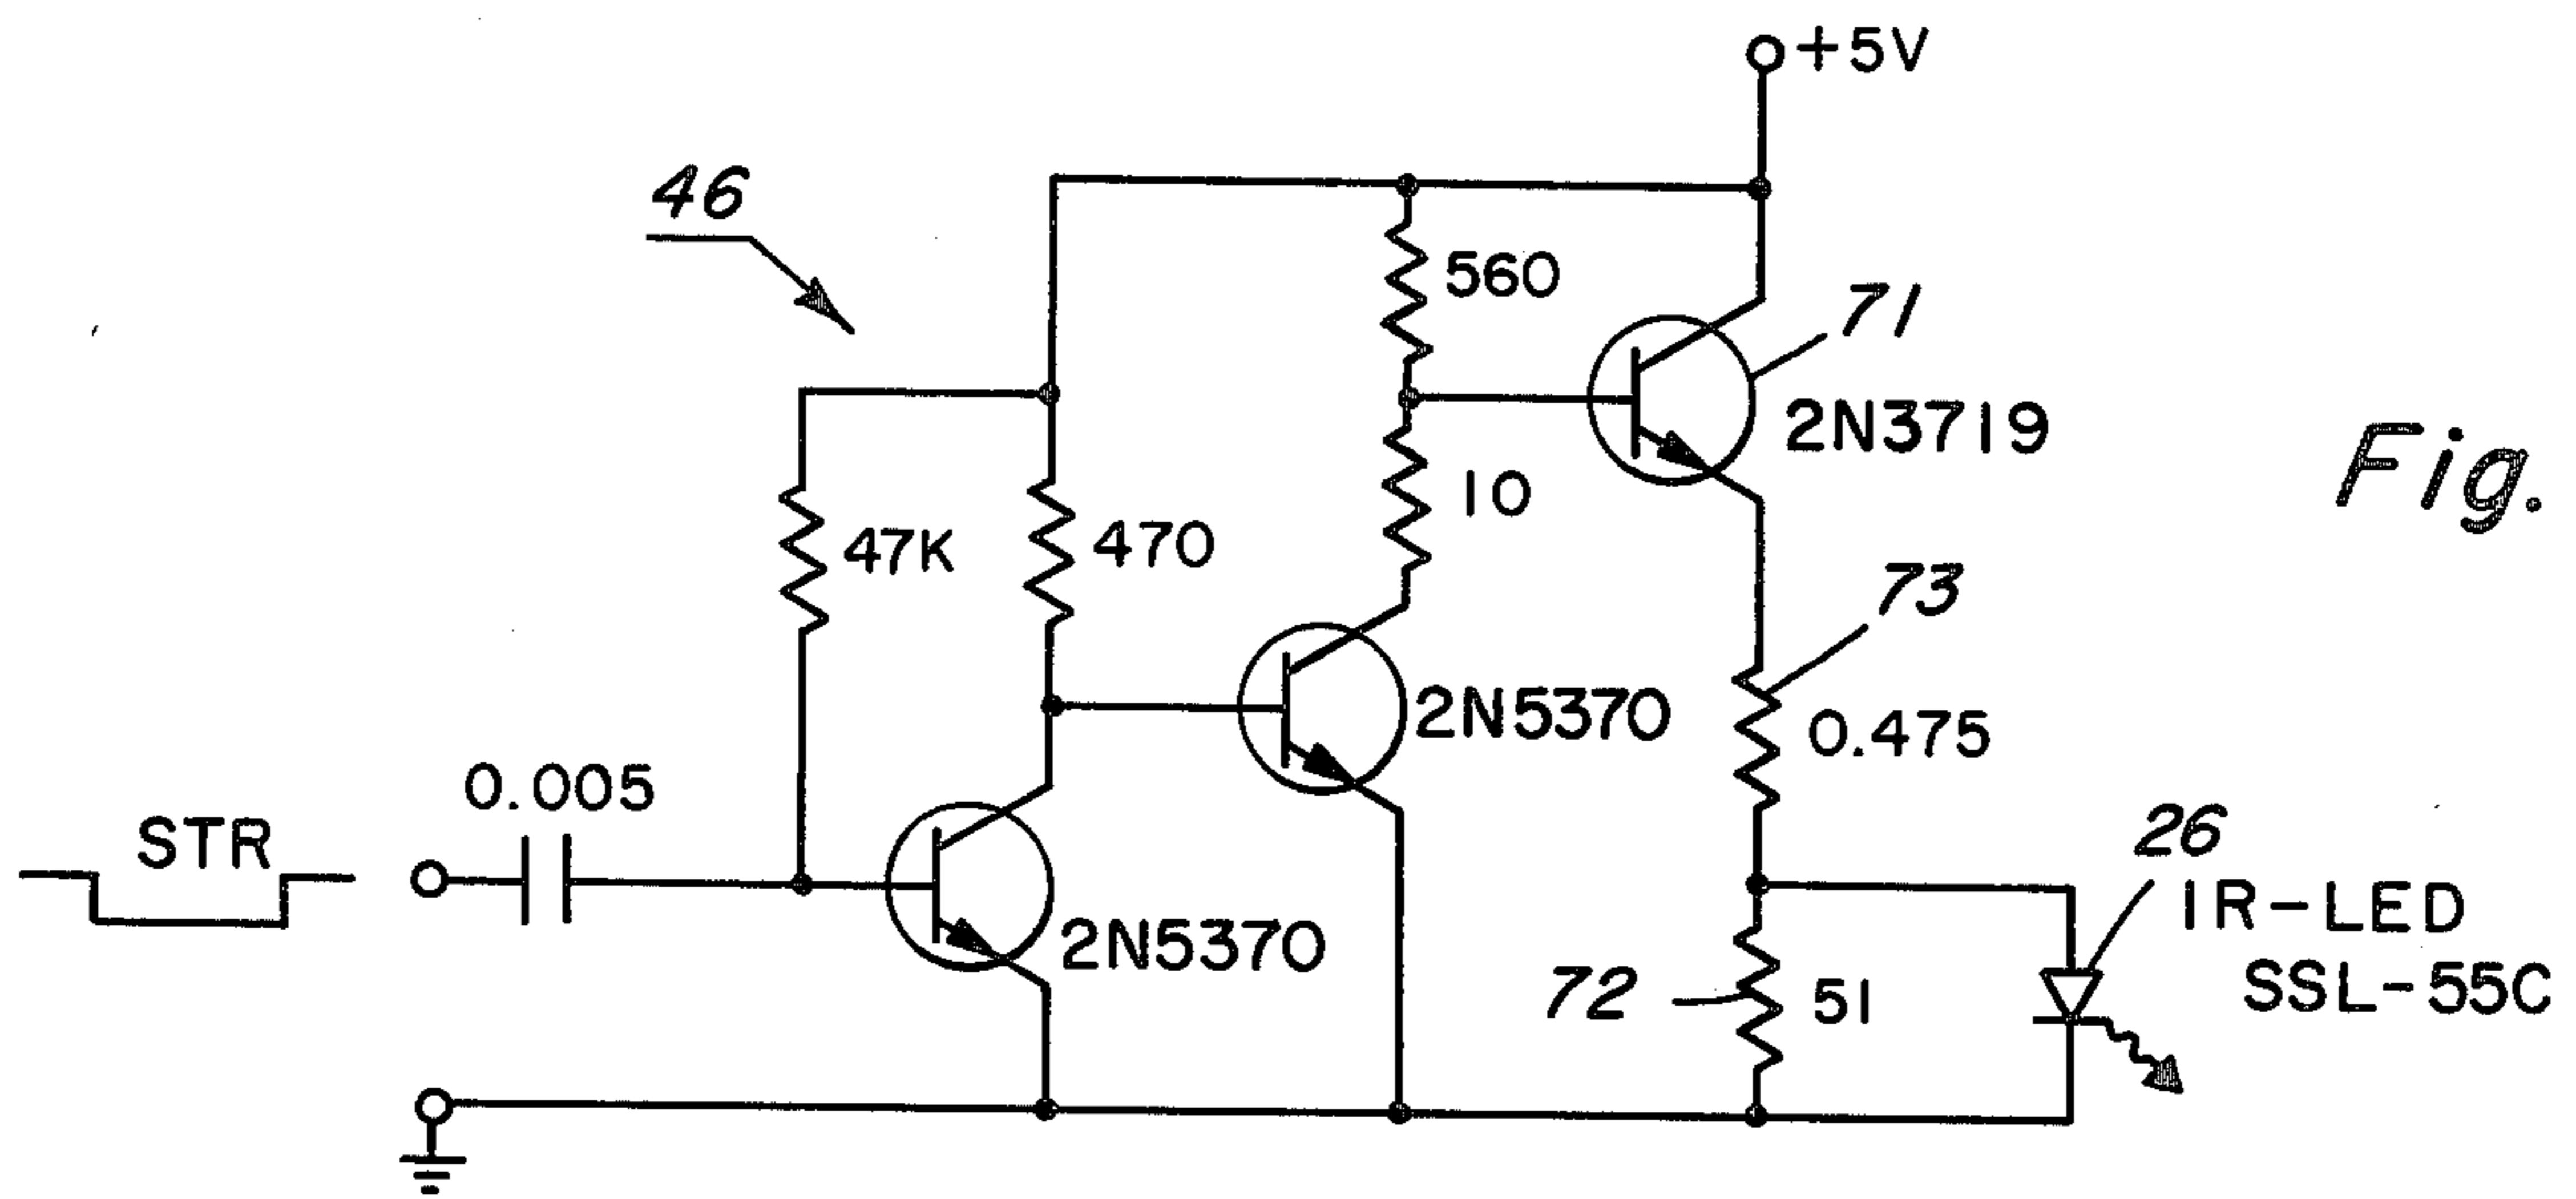 +5V
46
560
71
2N3719
Fig.
47K
470
10
73
2N5370
0.475
0.005
STR
26
IR-LED
SSL-55C
2N5370
72
51